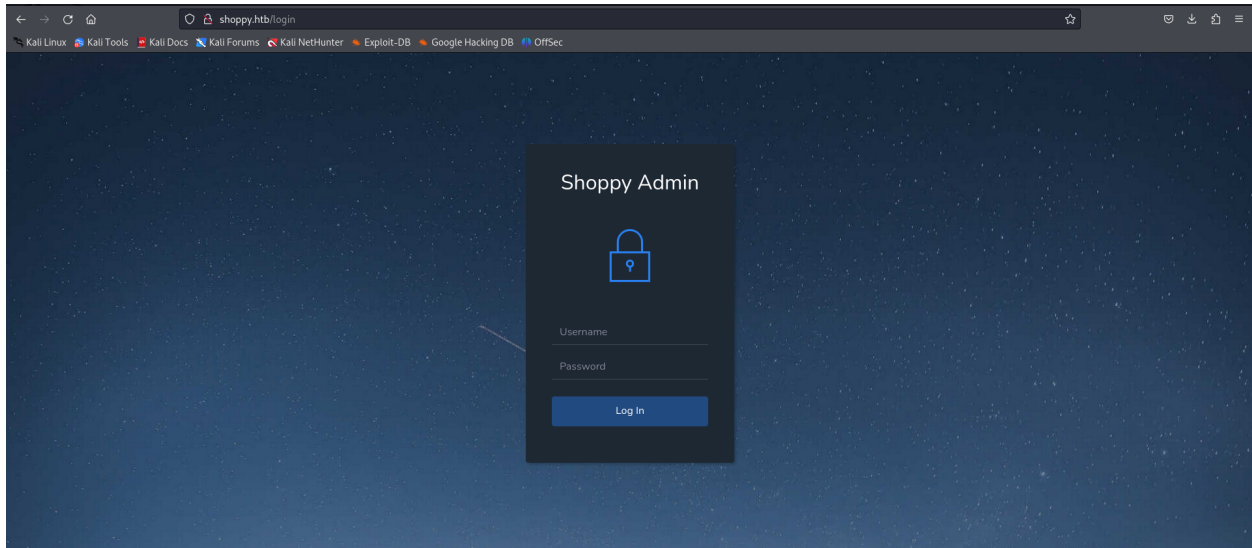 shoppy.htb/login
Kali Linux Kali Tools Kali Docs Kali Forums Kali NetHunter Exploit-DB Google Hacking DB OffSec
Shoppy Admin
Username
Password
Log In